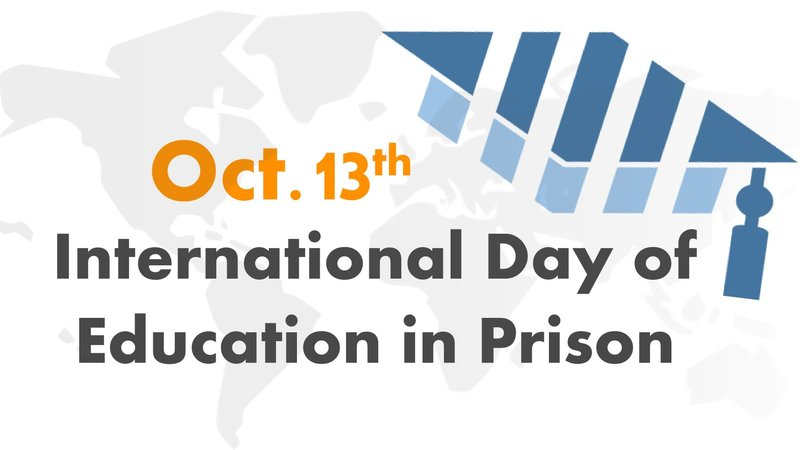 Oct. 13th
International Day of
Education in Prison